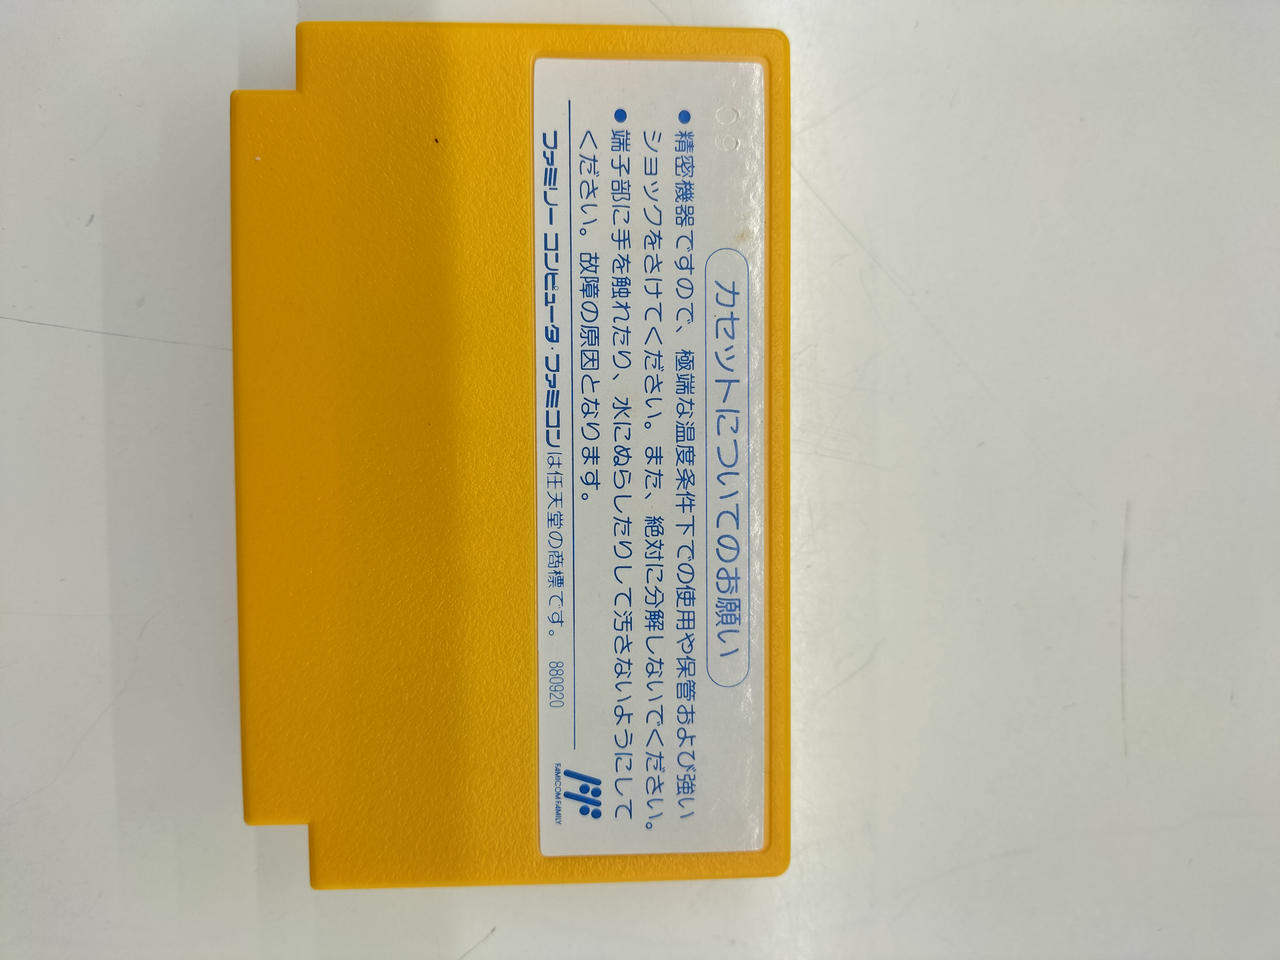 09
カセットについてのお願い
●精密機器ですので、極端な温度条件下での使用や保管および強い
ショックをさけてください。また、絶対に分解しないでください。
●端子部に手を触れたり、水にぬらしたりして汚さないようにして
ください。故障の原因となります。
ファミリー コンピュータ・ファミコンは任天堂の商標です。 880920
FAMICOM FAMILY